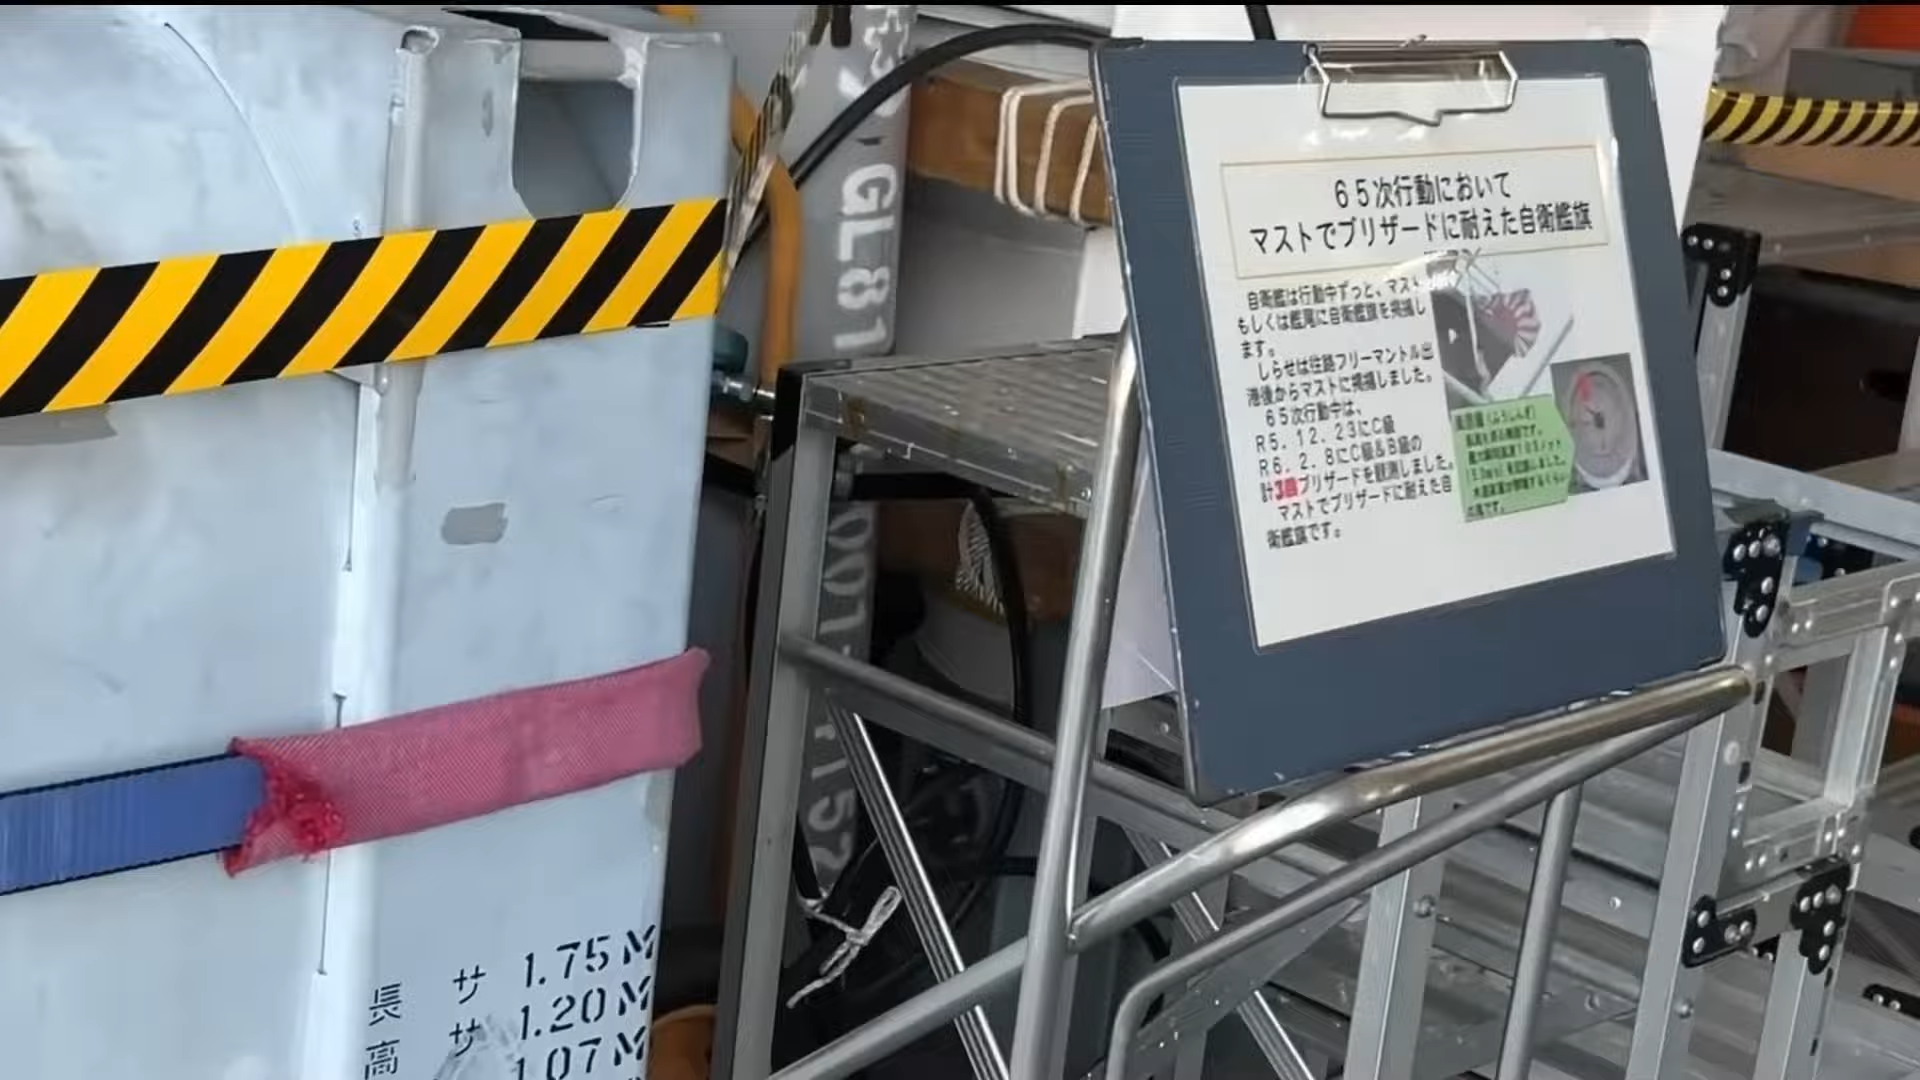 GL81
001-152
65次行動において
マストでブリザードに耐えた自衛艦旗
自衛艦は行動中ずっと、マスト
もしくは艦尾に自衛艦旗を掲揚し
ます。
しらせは往路フリーマントル出
港後からマストに掲揚しました。
65次行動中は、
R5.12.23にC級
R6.2.8にC級&B級の
計3回ブリザードを観測しました。
マストでブリザードに耐えた自
衛艦旗です。
長サ 1.75M
高サ 1.20M
1.07M